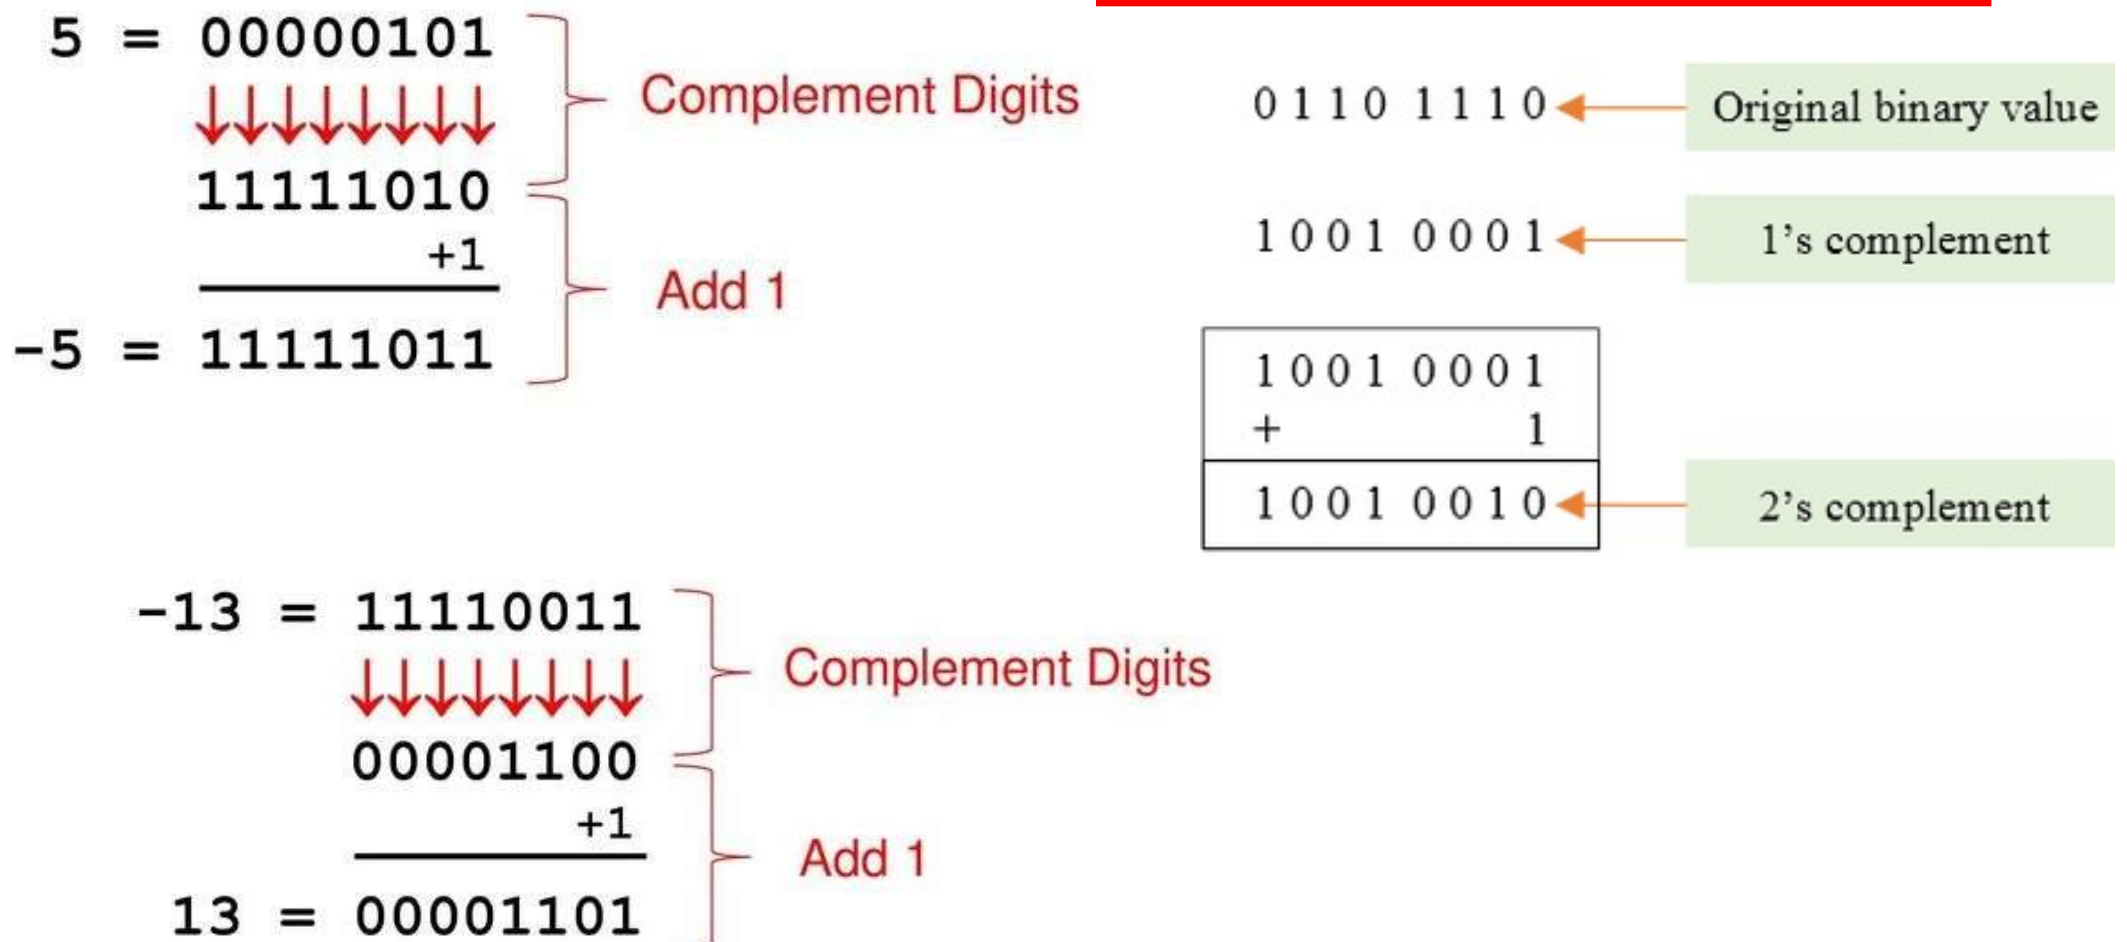 5 = 00000101
Complement Digits
11111010
+1
Add 1
-5 = 11111011
0 1 1 0 1 1 1 0
Original binary value
1 0 0 1 0 0 0 1
1’s complement
1 0 0 1 0 0 0 1
+ 1
1 0 0 1 0 0 1 0
2’s complement
-13 = 11110011
Complement Digits
00001100
+1
Add 1
13 = 00001101